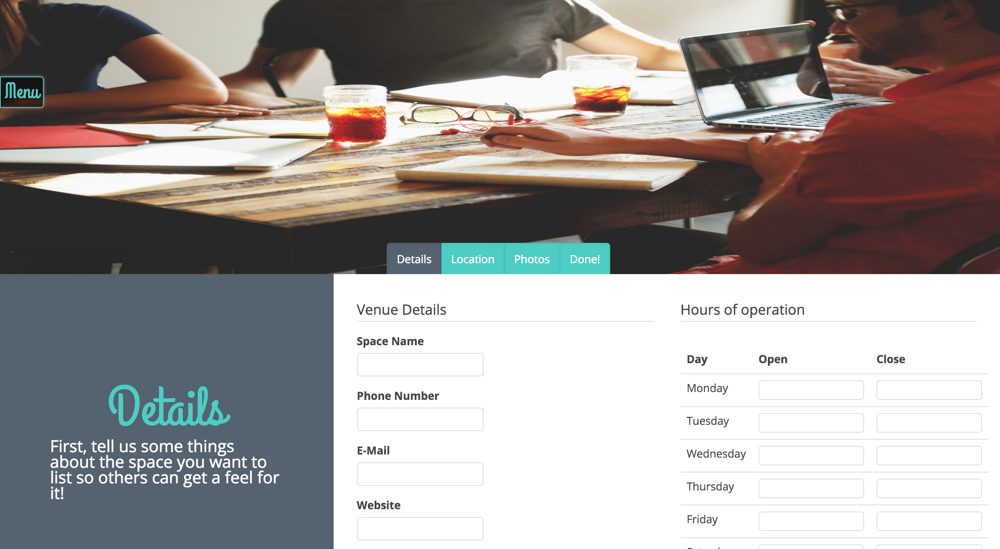 Menu
Details
Location
Photos
Done!
Details
First, tell us some things
about the space you want to
list so others can get a feel for
it!
Venue Details
Space Name
Phone Number
E-Mail
Website
Hours of operation
Day Open Close
Monday
Tuesday
Wednesday
Thursday
Friday